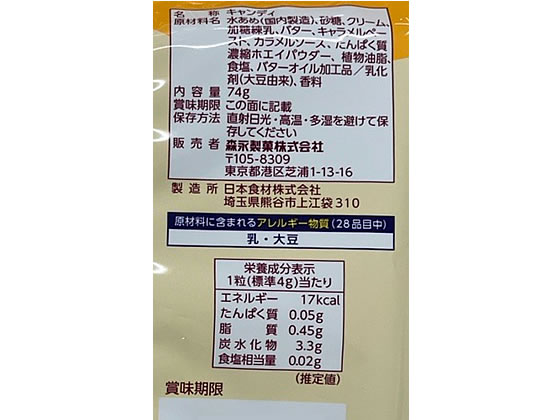 名称 キャンディ
原材料名 水あめ(国内製造)、砂糖、クリーム、
加糖練乳、バター、キャラメルペー
スト、カラメルソース、たんぱく質
濃縮ホエイパウダー、植物油脂、
食塩、バターオイル加工品／乳化
剤(大豆由来)、香料
内容量 74g
賞味期限 この面に記載
保存方法 直射日光・高温・多湿を避けて保
存してください
販売者 森永製菓株式会社
〒105-8309
東京都港区芝浦1-13-16
製造所 日本食材株式会社
埼玉県熊谷市上江袋310
原材料に含まれるアレルギー物質(28品目中)
乳・大豆
栄養成分表示
1粒(標準4g)当たり
エネルギー 17kcal
たんぱく質 0.05g
脂質 0.45g
炭水化物 3.3g
食塩相当量 0.02g
(推定値)
賞味期限